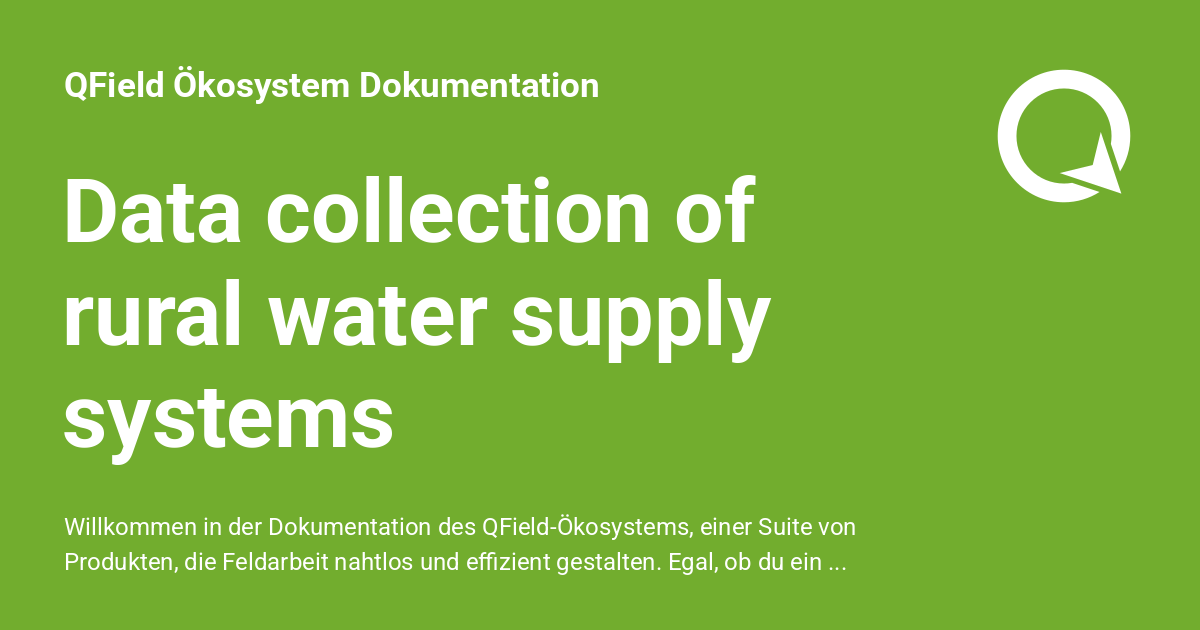 QField Ökosystem Dokumentation
Data collection of
rural water supply
systems
Willkommen in der Dokumentation des QField-Ökosystems, einer Suite von
Produkten, die Feldarbeit nahtlos und effizient gestalten. Egal, ob du ein ...